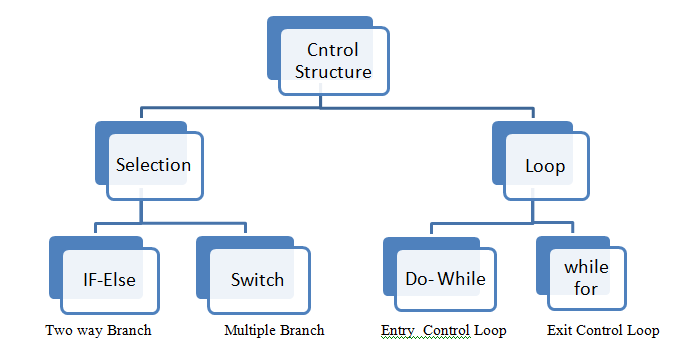 Cntrol
Structure
Selection
Loop
IF-Else
Switch
Do- While
while
for
Two way Branch
Multiple Branch
Entry  Control Loop
Exit Control Loop